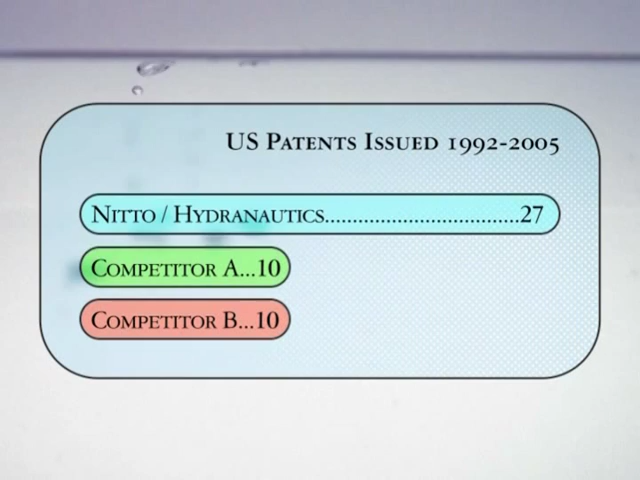 US Patents Issued 1992-2005
Nitto / Hydranautics....................................27
Competitor A...10
Competitor B...10